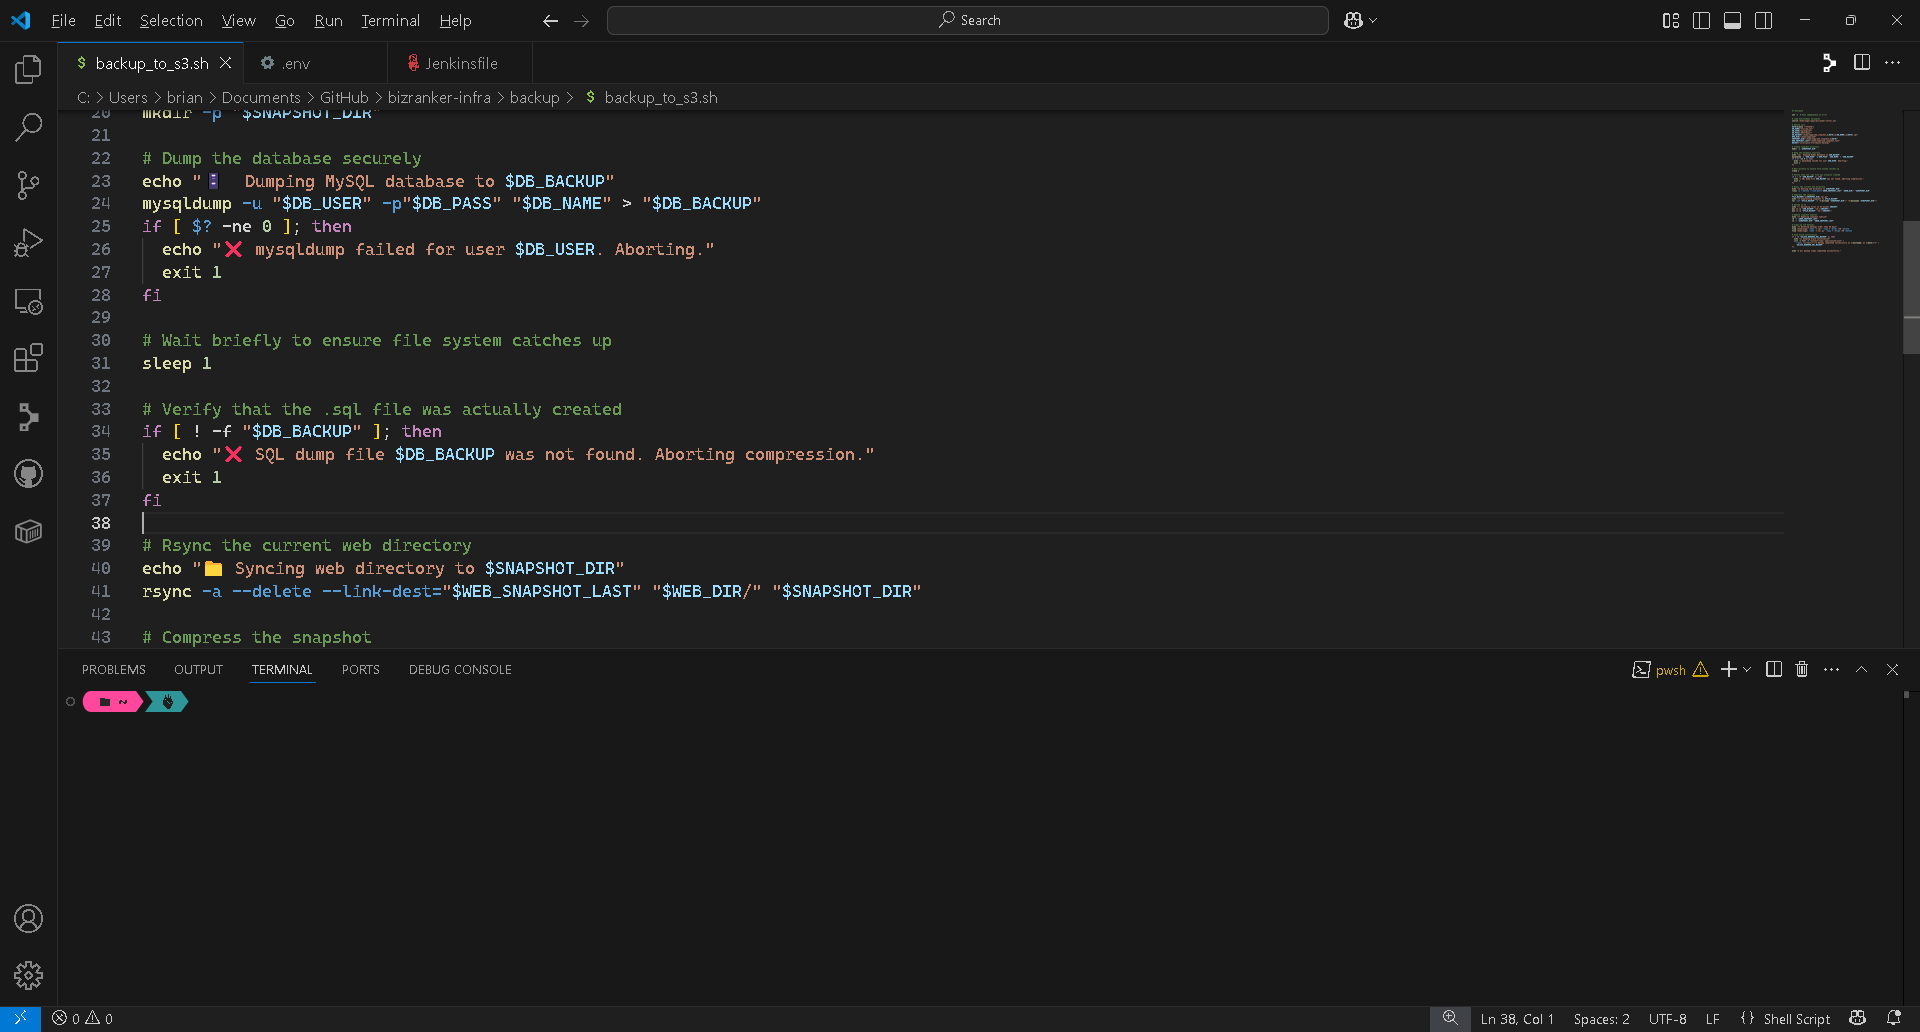 File Edit Selection View Go Run Terminal Help
Search
backup_to_s3.sh
.env
Jenkinsfile
C: > Users > brian > Documents > GitHub > bizranker-infra > backup > $ backup_to_s3.sh
20 mkdir -p "$SNAPSHOT_DIR"
21
22 # Dump the database securely
23 echo " Dumping MySQL database to $DB_BACKUP"
24 mysqldump -u "$DB_USER" -p"$DB_PASS" "$DB_NAME" > "$DB_BACKUP"
25 if [ $? -ne 0 ]; then
26 echo "❌ mysqldump failed for user $DB_USER. Aborting."
27 exit 1
28 fi
29
30 # Wait briefly to ensure file system catches up
31 sleep 1
32
33 # Verify that the .sql file was actually created
34 if [ ! -f "$DB_BACKUP" ]; then
35 echo "❌ SQL dump file $DB_BACKUP was not found. Aborting compression."
36 exit 1
37 fi
38
39 # Rsync the current web directory
40 echo "📁 Syncing web directory to $SNAPSHOT_DIR"
41 rsync -a --delete --link-dest="$WEB_SNAPSHOT_LAST" "$WEB_DIR/" "$SNAPSHOT_DIR"
42
43 # Compress the snapshot
PROBLEMS OUTPUT TERMINAL PORTS DEBUG CONSOLE
pwsh
~
0 0
Ln 38, Col 1 Spaces: 2 UTF-8 LF {} Shell Script